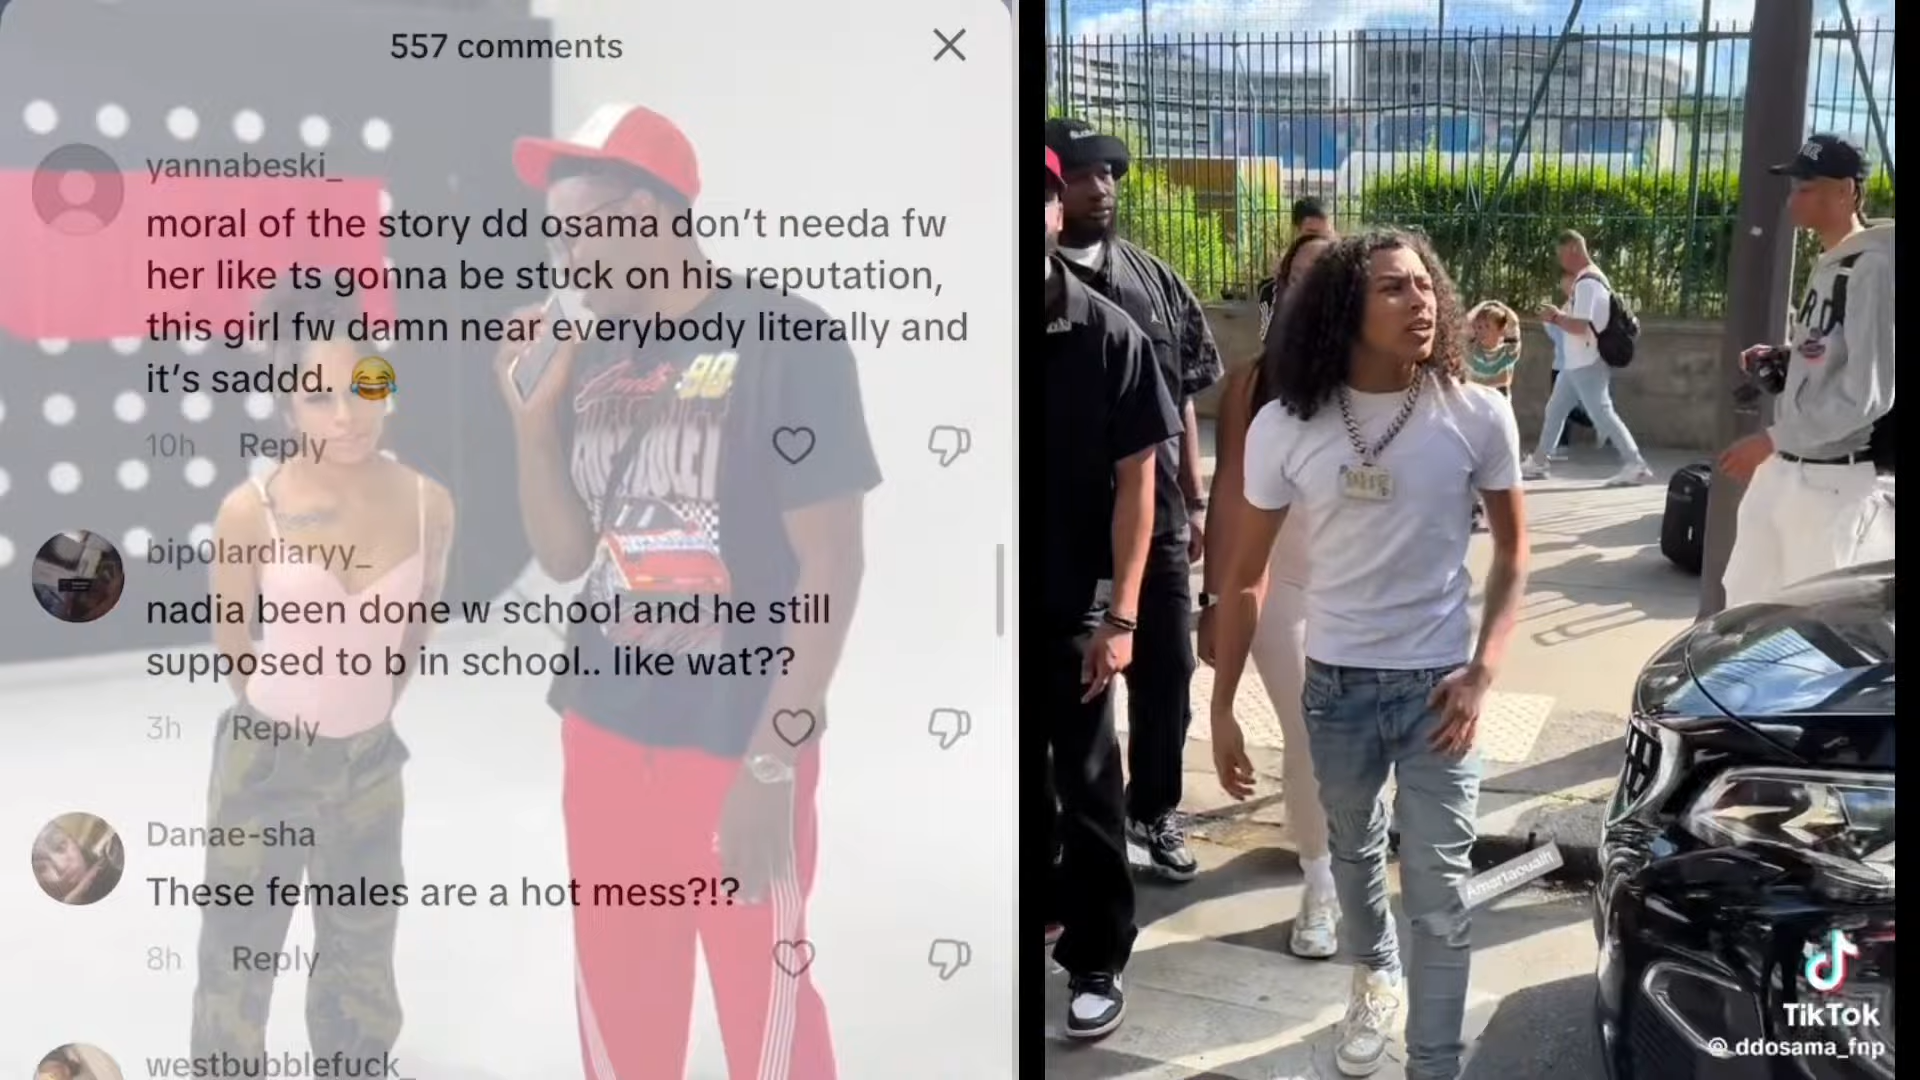 557 comments
yannabeski_
moral of the story dd osama don't needa fw
her like ts gonna be stuck on his reputation,
this girl fw damn near everybody literally and
it's saddd. 😂
10h Reply
bip0lardiaryy_
nadia been done w school and he still
supposed to b in school.. like wat??
3h Reply
Danae-sha
These females are a hot mess?!?
8h Reply
westbubblefuck_
90
TikTok
@ ddosama_fnp